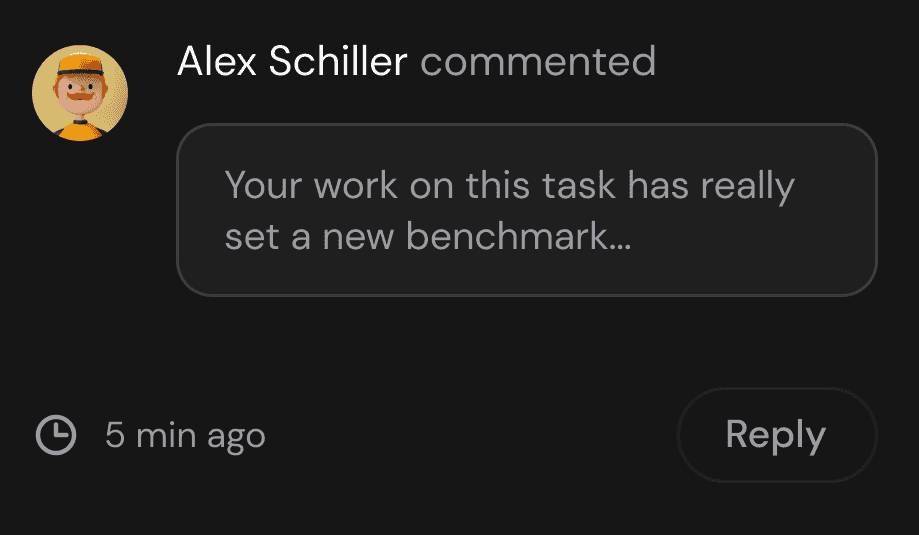 Alex Schiller commented
Your work on this task has really
set a new benchmark...
5 min ago
Reply